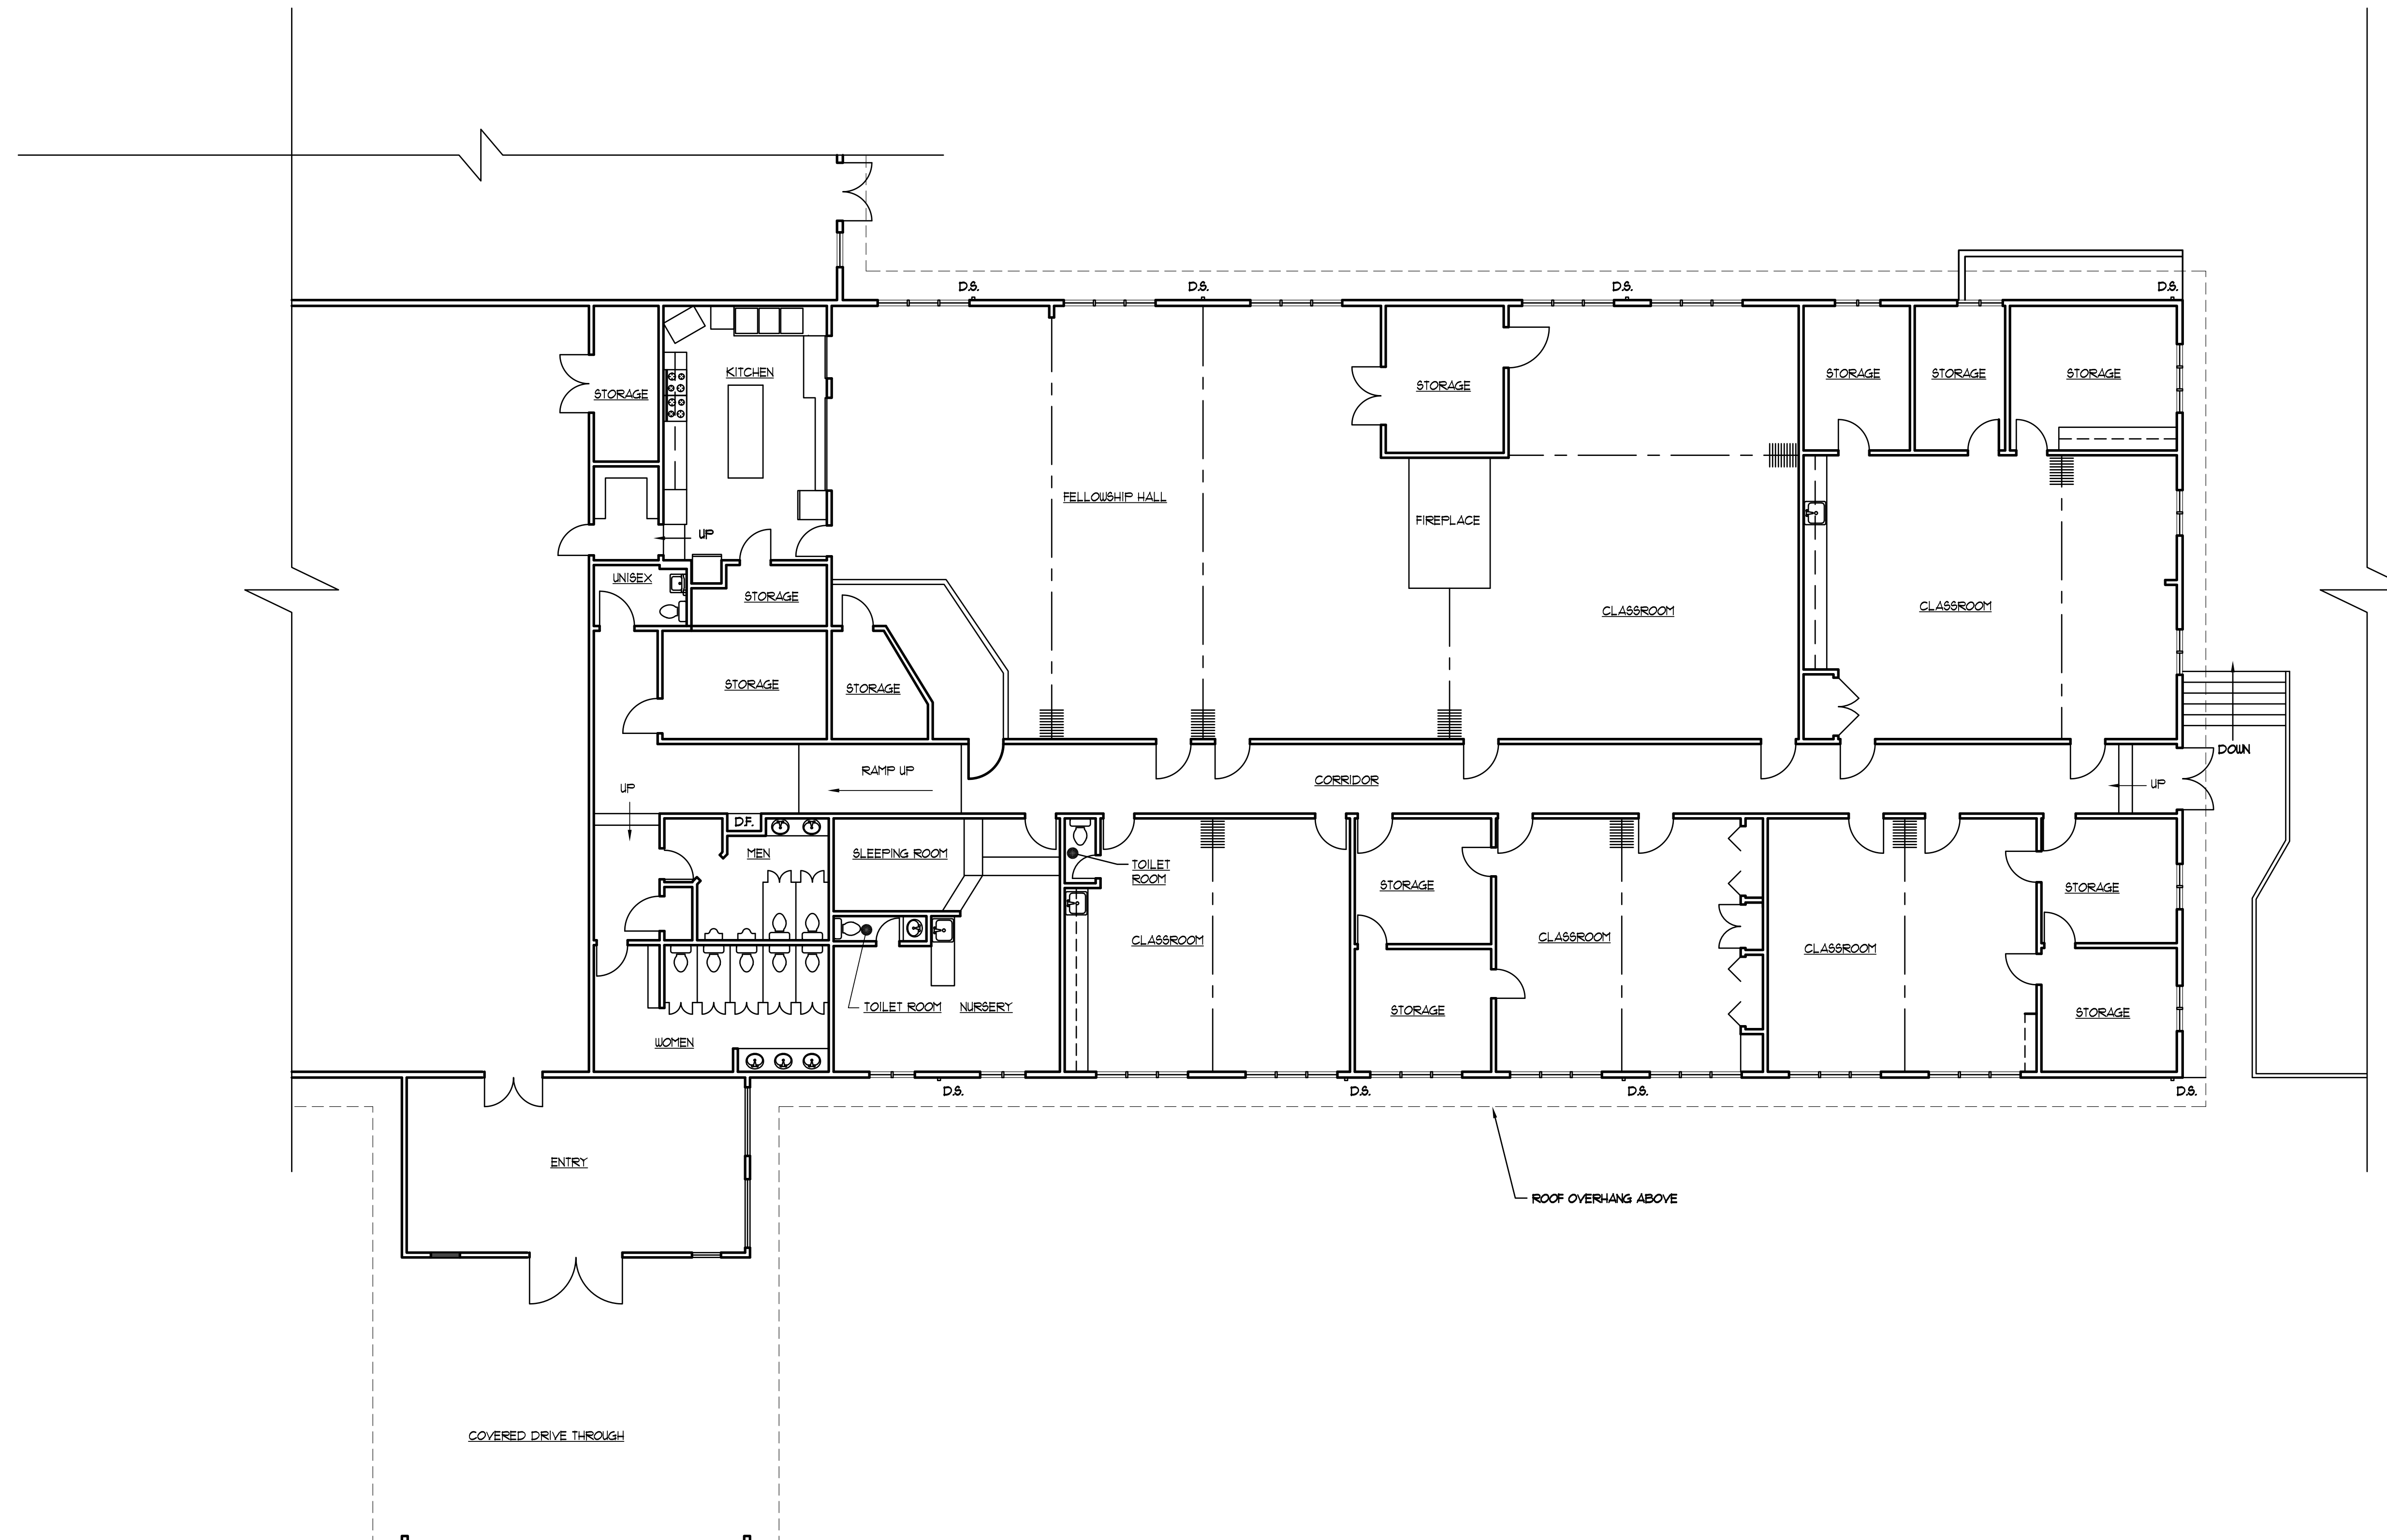 D.S.
D.S.
D.S.
D.S.
KITCHEN
STORAGE
STORAGE
STORAGE
STORAGE
STORAGE
FELLOWSHIP HALL
FIREPLACE
UP
UNISEX
STORAGE
CLASSROOM
CLASSROOM
STORAGE
STORAGE
DOWN
RAMP UP
CORRIDOR
UP
UP
D.F.
MEN
SLEEPING ROOM
TOILET
ROOM
STORAGE
STORAGE
CLASSROOM
CLASSROOM
CLASSROOM
TOILET ROOM
NURSERY
STORAGE
STORAGE
WOMEN
D.S.
D.S.
D.S.
D.S.
ENTRY
ROOF OVERHANG ABOVE
COVERED DRIVE THROUGH